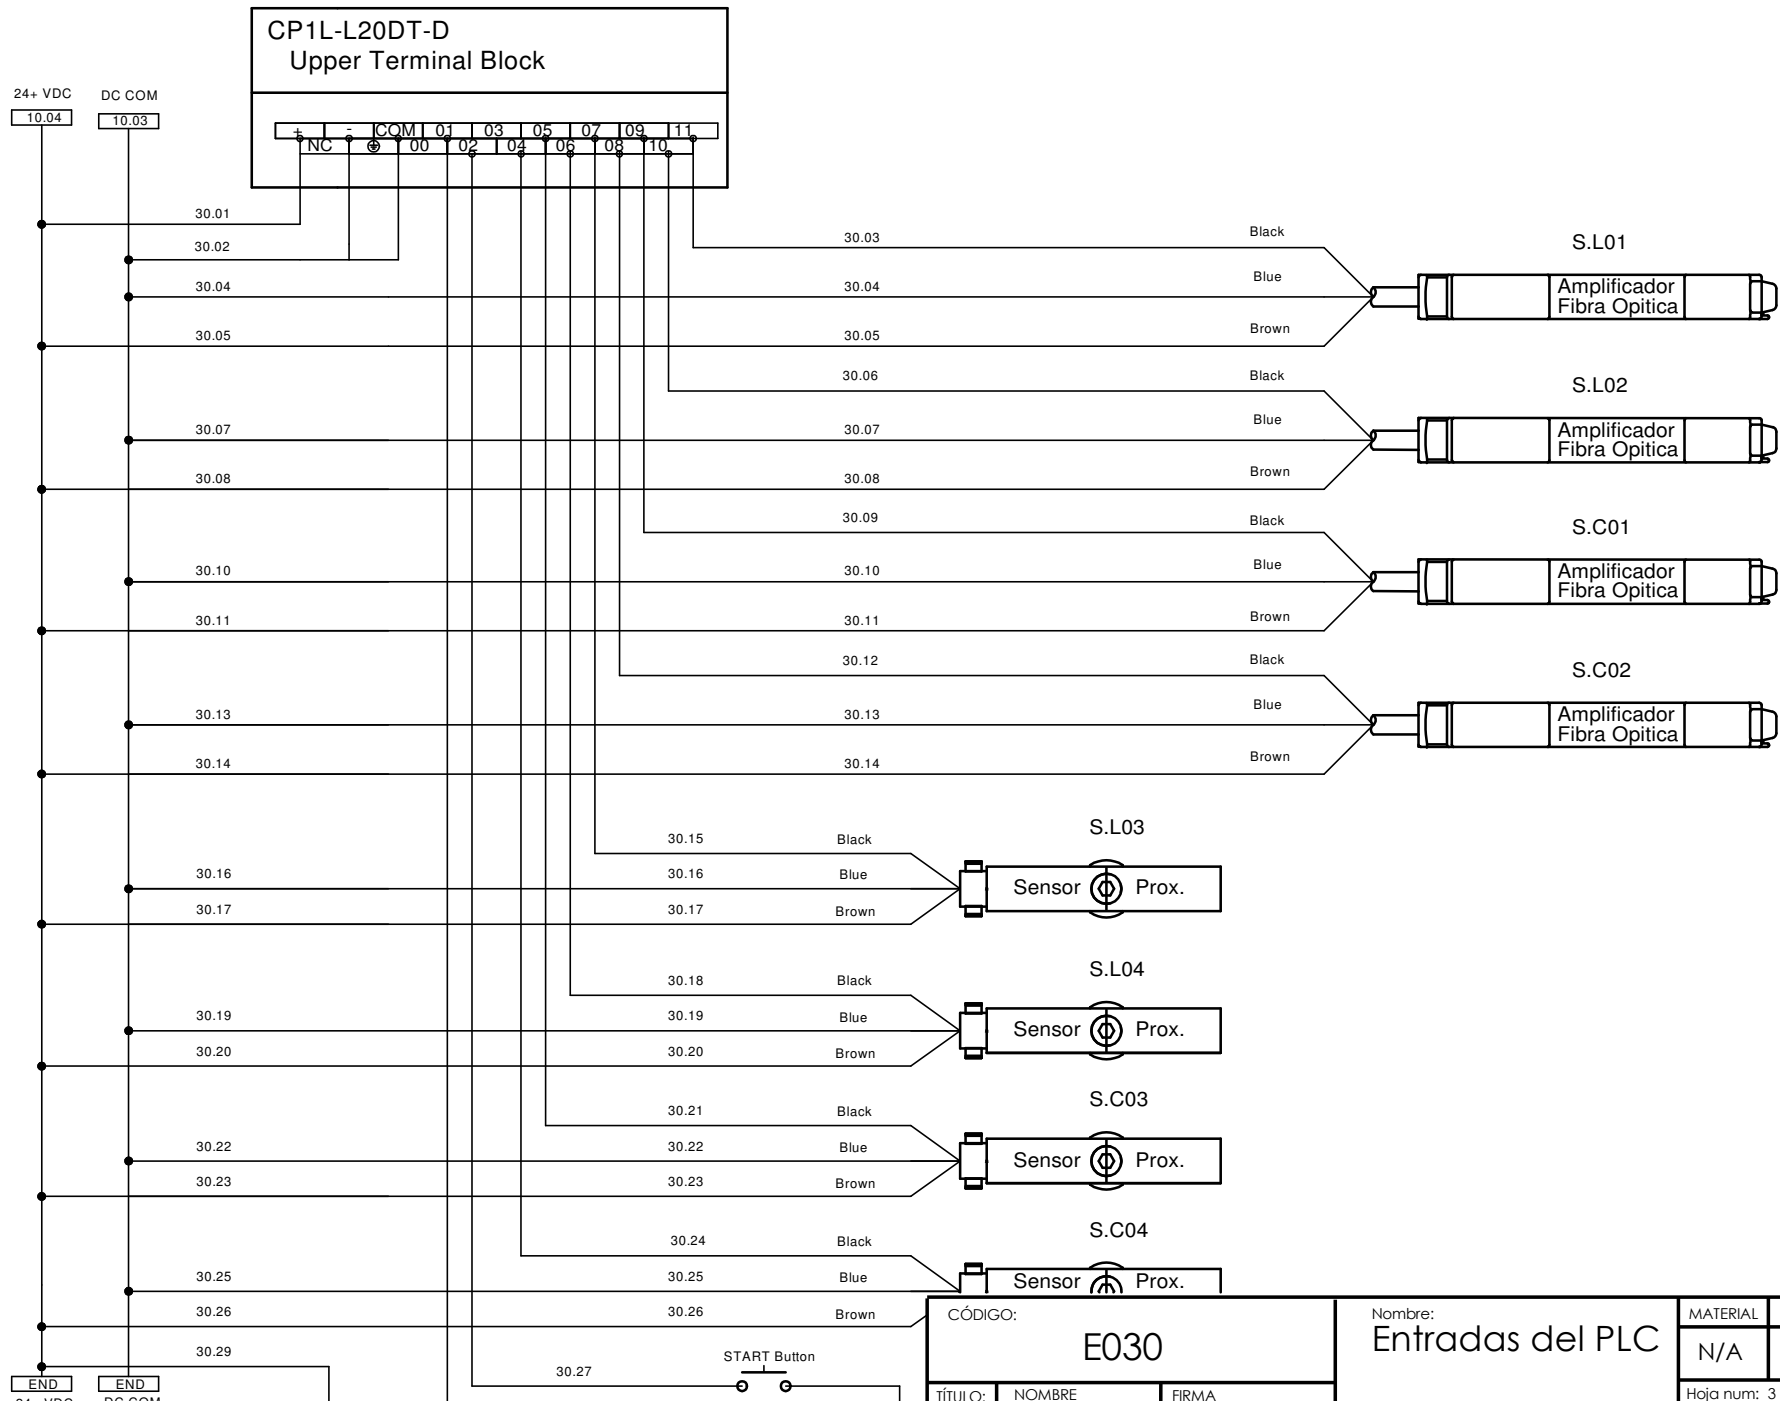 CP1L-L20DT-D
Upper Terminal Block
24+ VDC
DC COM
10.04
10.03
+ - COM 01 03 05 07 09 11
NC 00 02 04 06 08 10
30.01
30.02
30.03
Black
S.L01
30.04
30.04
Blue
Amplificador
Fibra Opitica
30.05
30.05
Brown
30.06
Black
S.L02
30.07
30.07
Blue
Amplificador
Fibra Opitica
30.08
30.08
Brown
30.09
Black
S.C01
30.10
30.10
Blue
Amplificador
Fibra Opitica
30.11
30.11
Brown
30.12
Black
S.C02
30.13
30.13
Blue
Amplificador
Fibra Opitica
30.14
30.14
Brown
S.L03
30.15
Black
30.16
30.16
Blue
Sensor Prox.
30.17
30.17
Brown
S.L04
30.18
Black
30.19
30.19
Blue
Sensor Prox.
30.20
30.20
Brown
S.C03
30.21
Black
30.22
30.22
Blue
Sensor Prox.
30.23
30.23
Brown
S.C04
30.24
Black
30.25
30.25
Blue
Sensor Prox.
30.26
30.26
Brown
30.29
START Button
30.27
END
END
24+ VDC
DC COM
CÓDIGO:
E030
Nombre:
Entradas del PLC
MATERIAL
N/A
TÍTULO:
NOMBRE
FIRMA
Hoja num: 3